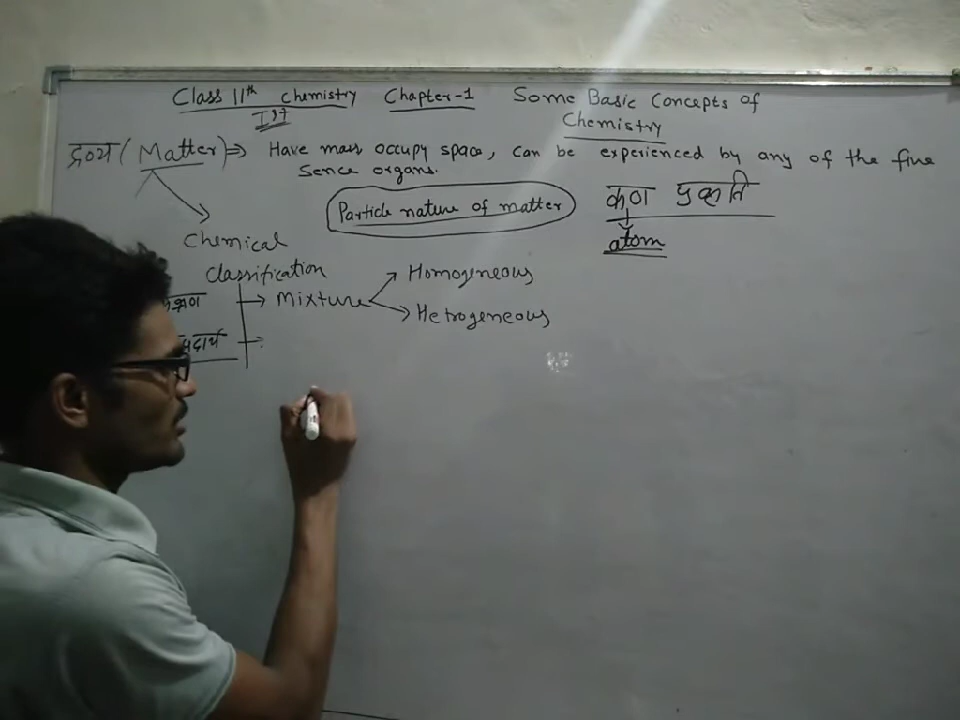 Class 11th Chemistry Chapter-1 Some Basic Concepts of
Chemistry
द्रव्य (Matter) ⇒ Have mass occupy space, can be experienced by any of the five
Sence organs.
Particle nature of matter
कण प्रकृति
atom
Chemical
Classification
→ Mixture
Homogeneous
Hetrogeneous
पदार्थ →